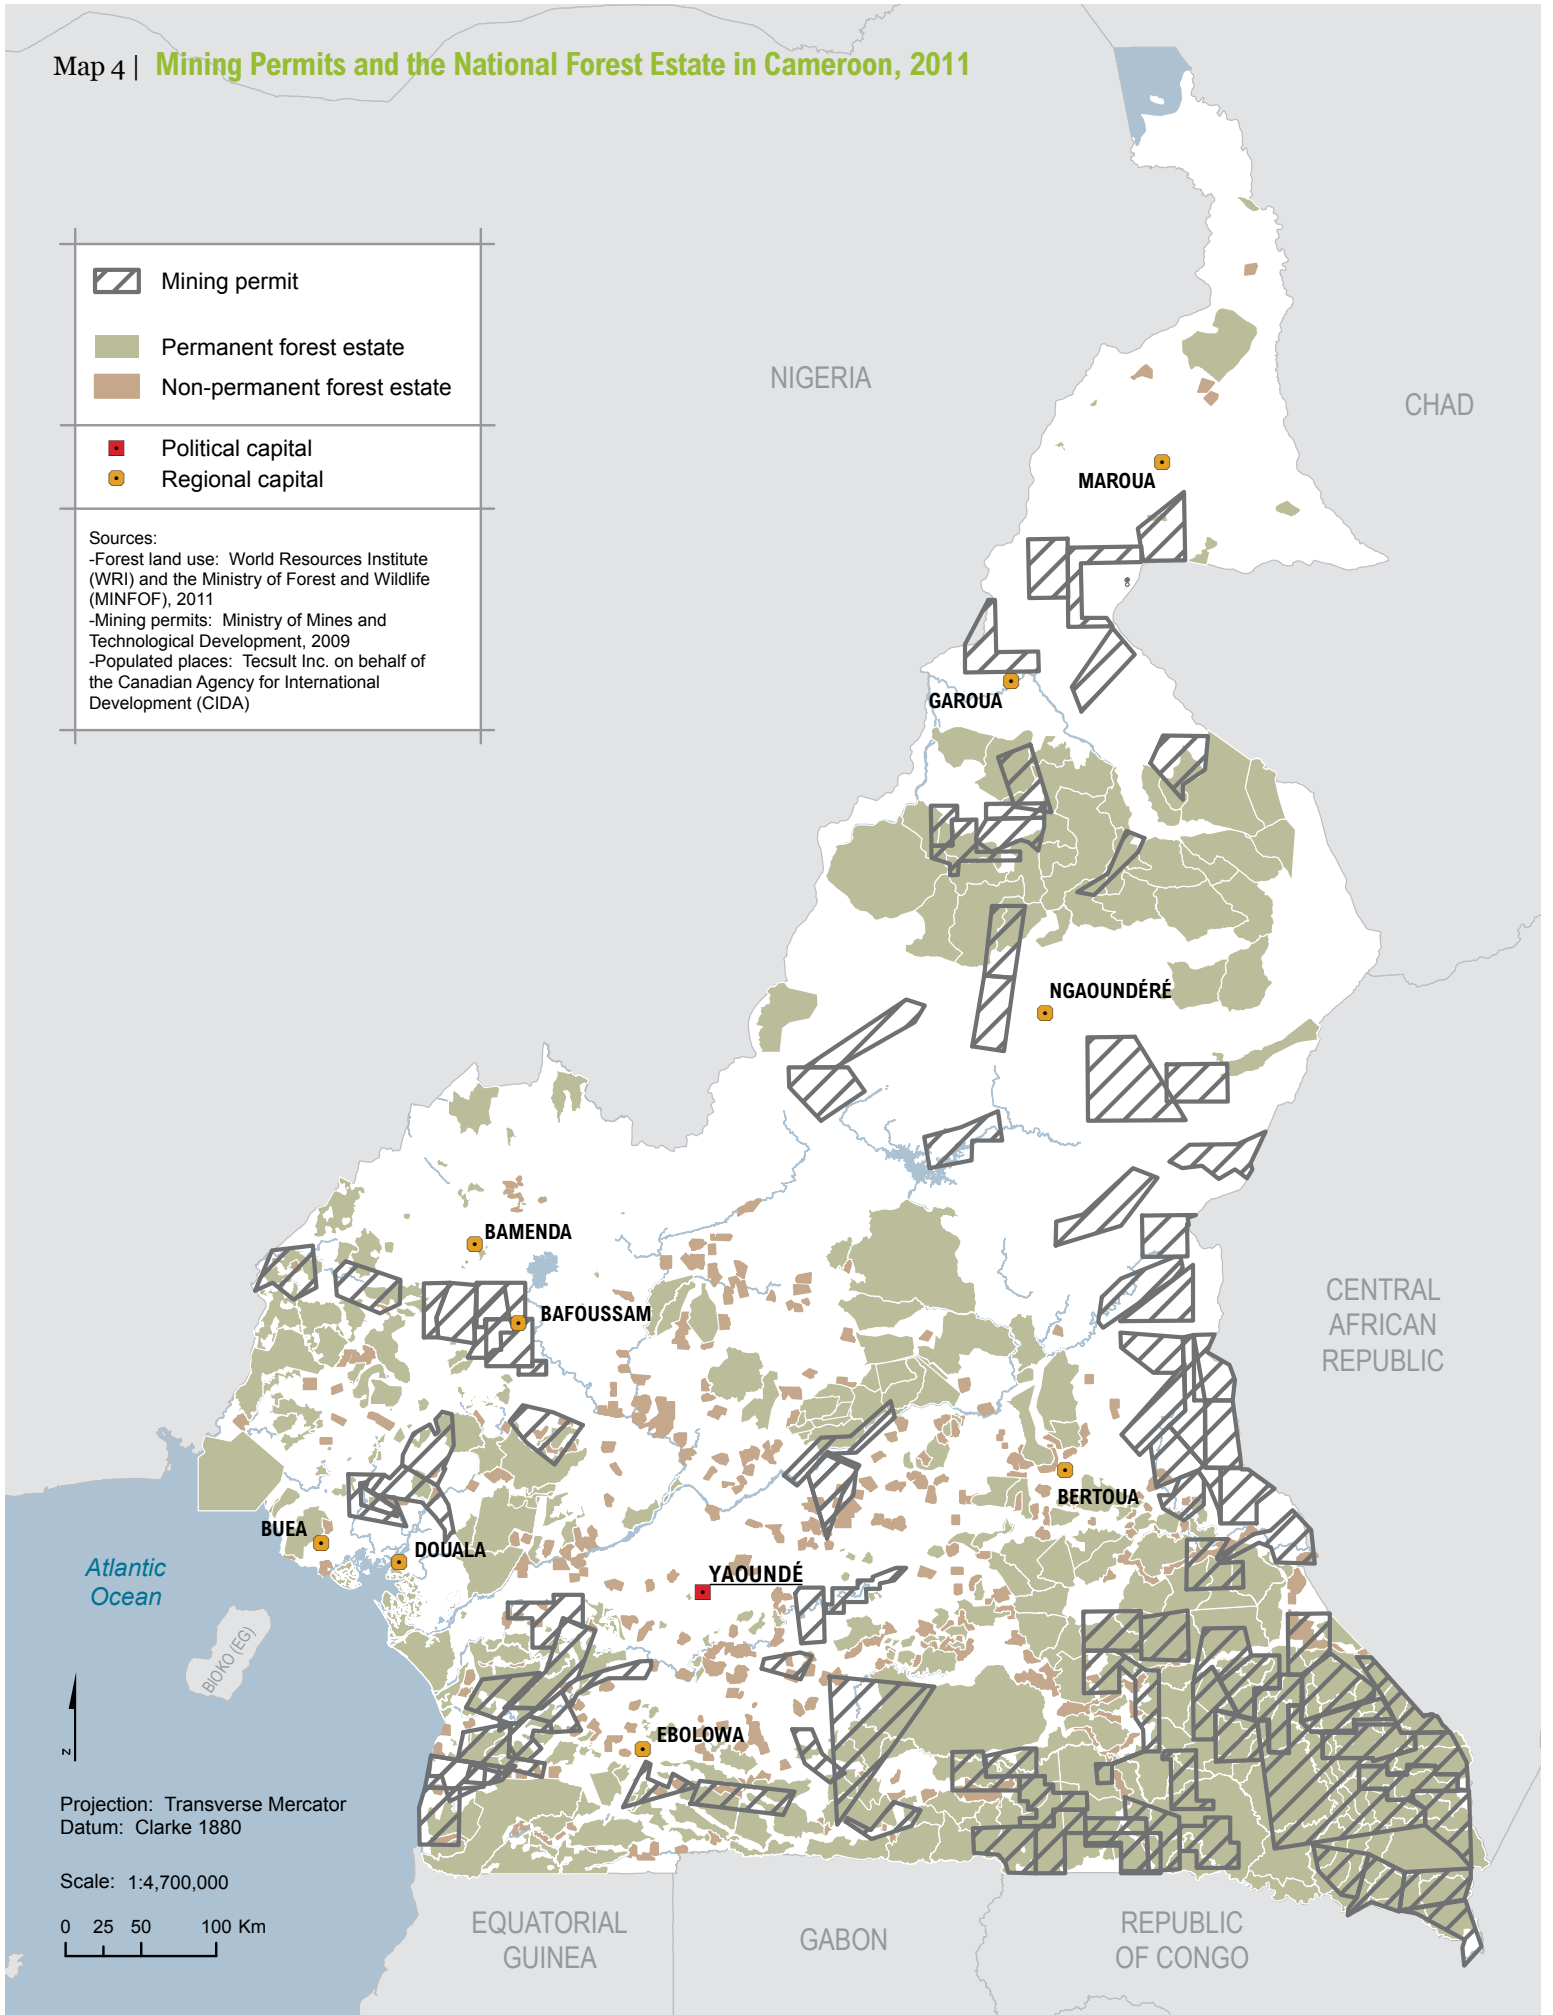 Map 4 | Mining Permits and the National Forest Estate in Cameroon, 2011
Mining permit
Permanent forest estate
Non-permanent forest estate
Political capital
Regional capital
Sources:
-Forest land use: World Resources Institute
(WRI) and the Ministry of Forest and Wildlife
(MINFOF), 2011
-Mining permits: Ministry of Mines and
Technological Development, 2009
-Populated places: Tecsult Inc. on behalf of
the Canadian Agency for International
Development (CIDA)
NIGERIA
CHAD
MAROUA
GAROUA
NGAOUNDÉRÉ
BAMENDA
BAFOUSSAM
CENTRAL
AFRICAN
REPUBLIC
BERTOUA
BUEA
DOUALA
YAOUNDÉ
Atlantic
Ocean
BIOKO (EG)
EBOLOWA
N
Projection: Transverse Mercator
Datum: Clarke 1880
Scale: 1:4,700,000
0 25 50 100 Km
EQUATORIAL
GUINEA
GABON
REPUBLIC
OF CONGO